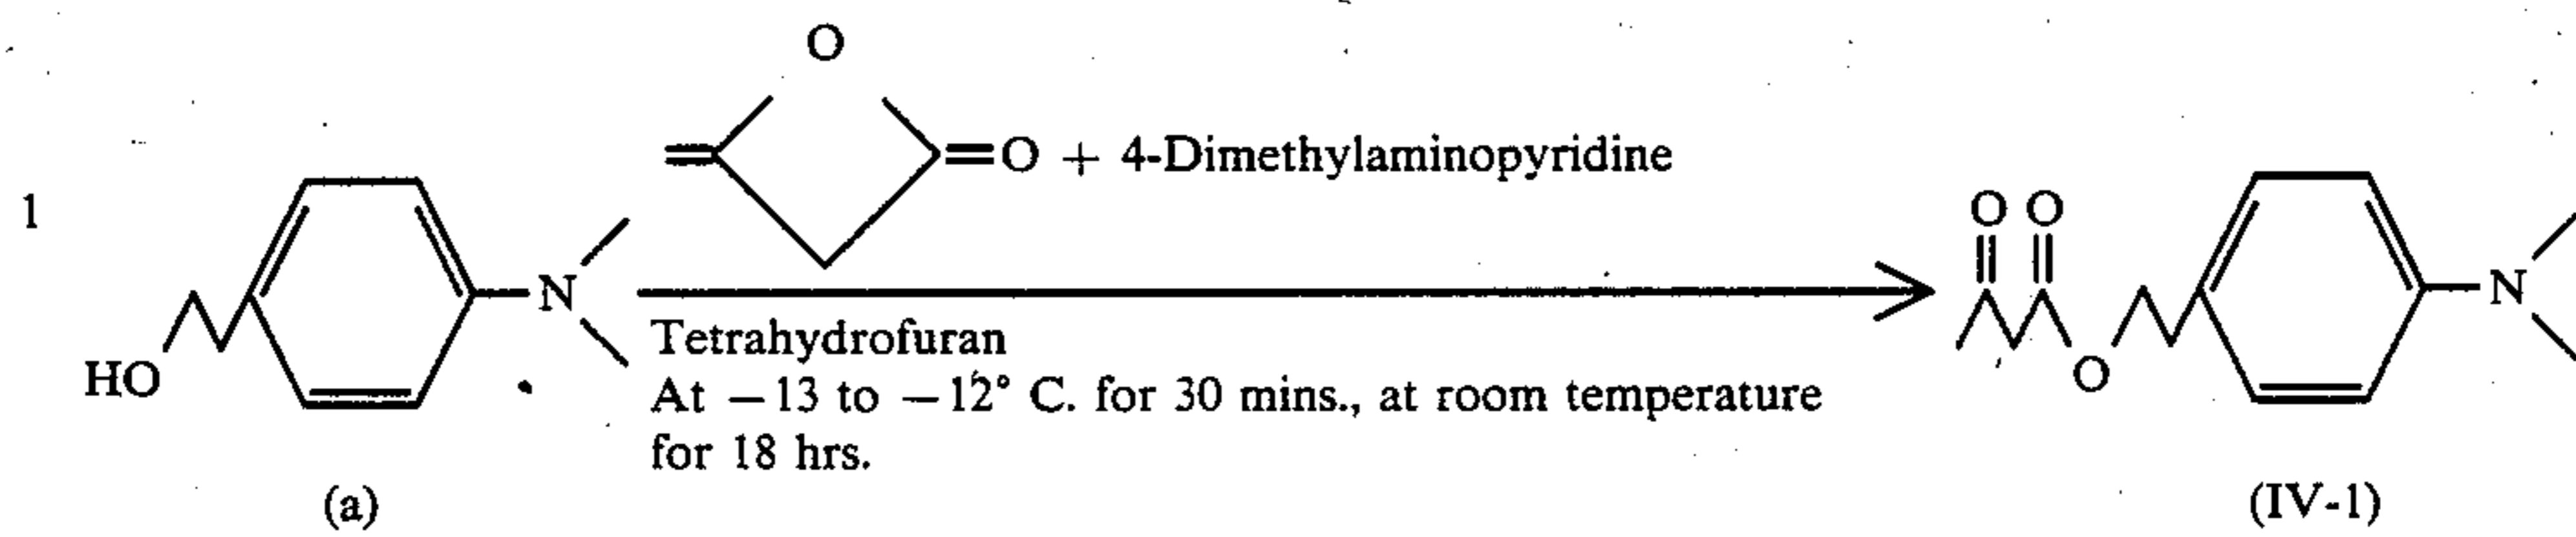 O
=O + 4-Dimethylaminopyridine
1
O O
N
N
Tetrahydrofuran
HO
O
At −13 to −12° C. for 30 mins., at room temperature
for 18 hrs.
(a)
(IV-1)